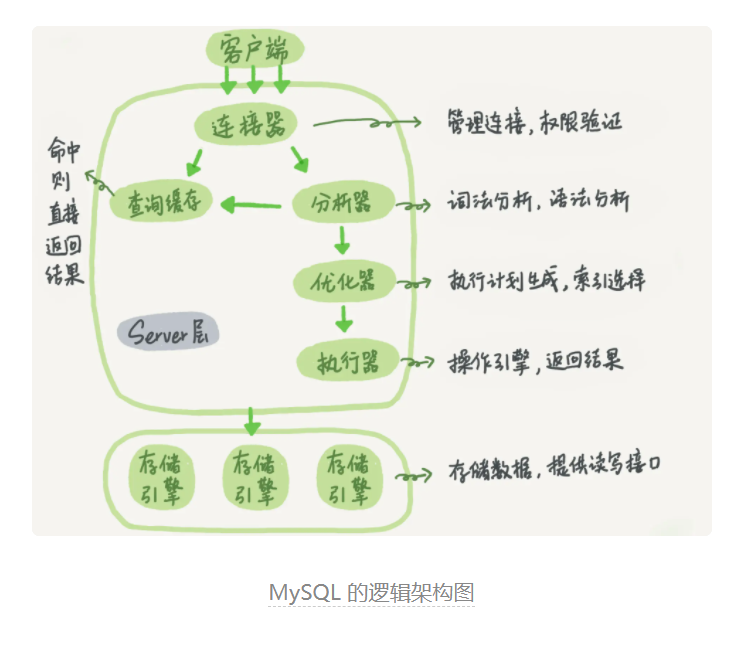 客户端
连接器
管理连接，权限验证
命中
则
直接
返回
结果
查询缓存
分析器
词法分析，语法分析
优化器
执行计划生成，索引选择
Server层
执行器
操作引擎，返回结果
存储
引擎
存储
引擎
存储
引擎
存储数据，提供读写接口
MySQL 的逻辑架构图